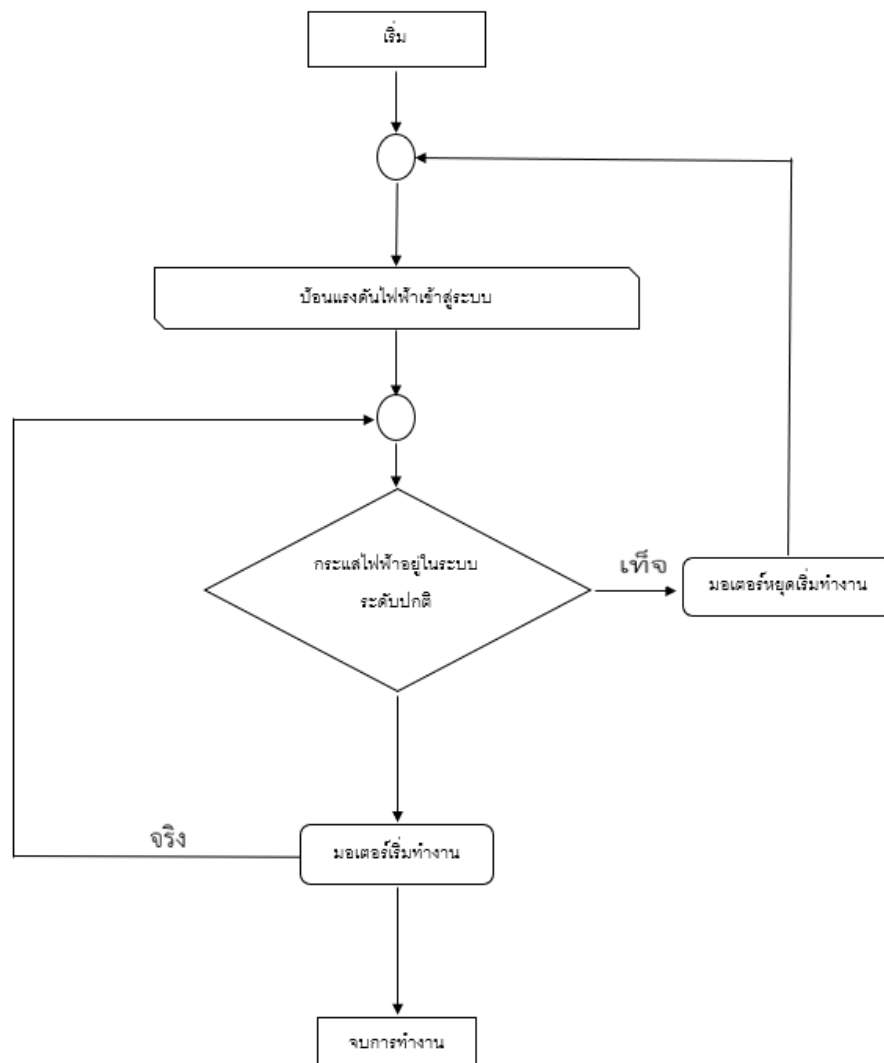 เริ่ม
ป้อนแรงดันไฟฟ้าเข้าสู่ระบบ
กระแสไฟฟ้าอยู่ในระบบ
ระดับปกติ
เท็จ
มอเตอร์หยุดเริ่มทำงาน
จริง
มอเตอร์เริ่มทำงาน
จบการทำงาน